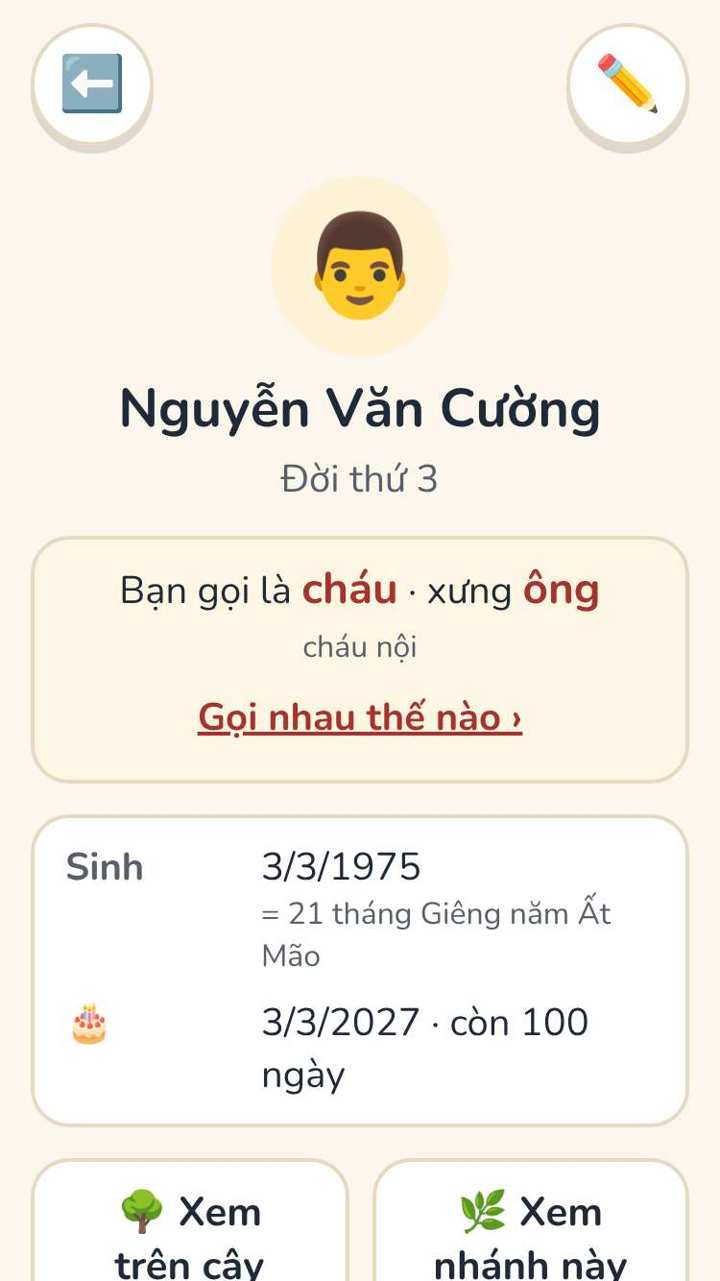 Nguyễn Văn Cường
Đời thứ 3
Bạn gọi là cháu · xưng ông
cháu nội
Gọi nhau thế nào ›
Sinh 3/3/1975
= 21 tháng Giêng năm Ất
Mão
3/3/2027 · còn 100
ngày
Xem
trên cây
Xem
nhánh này